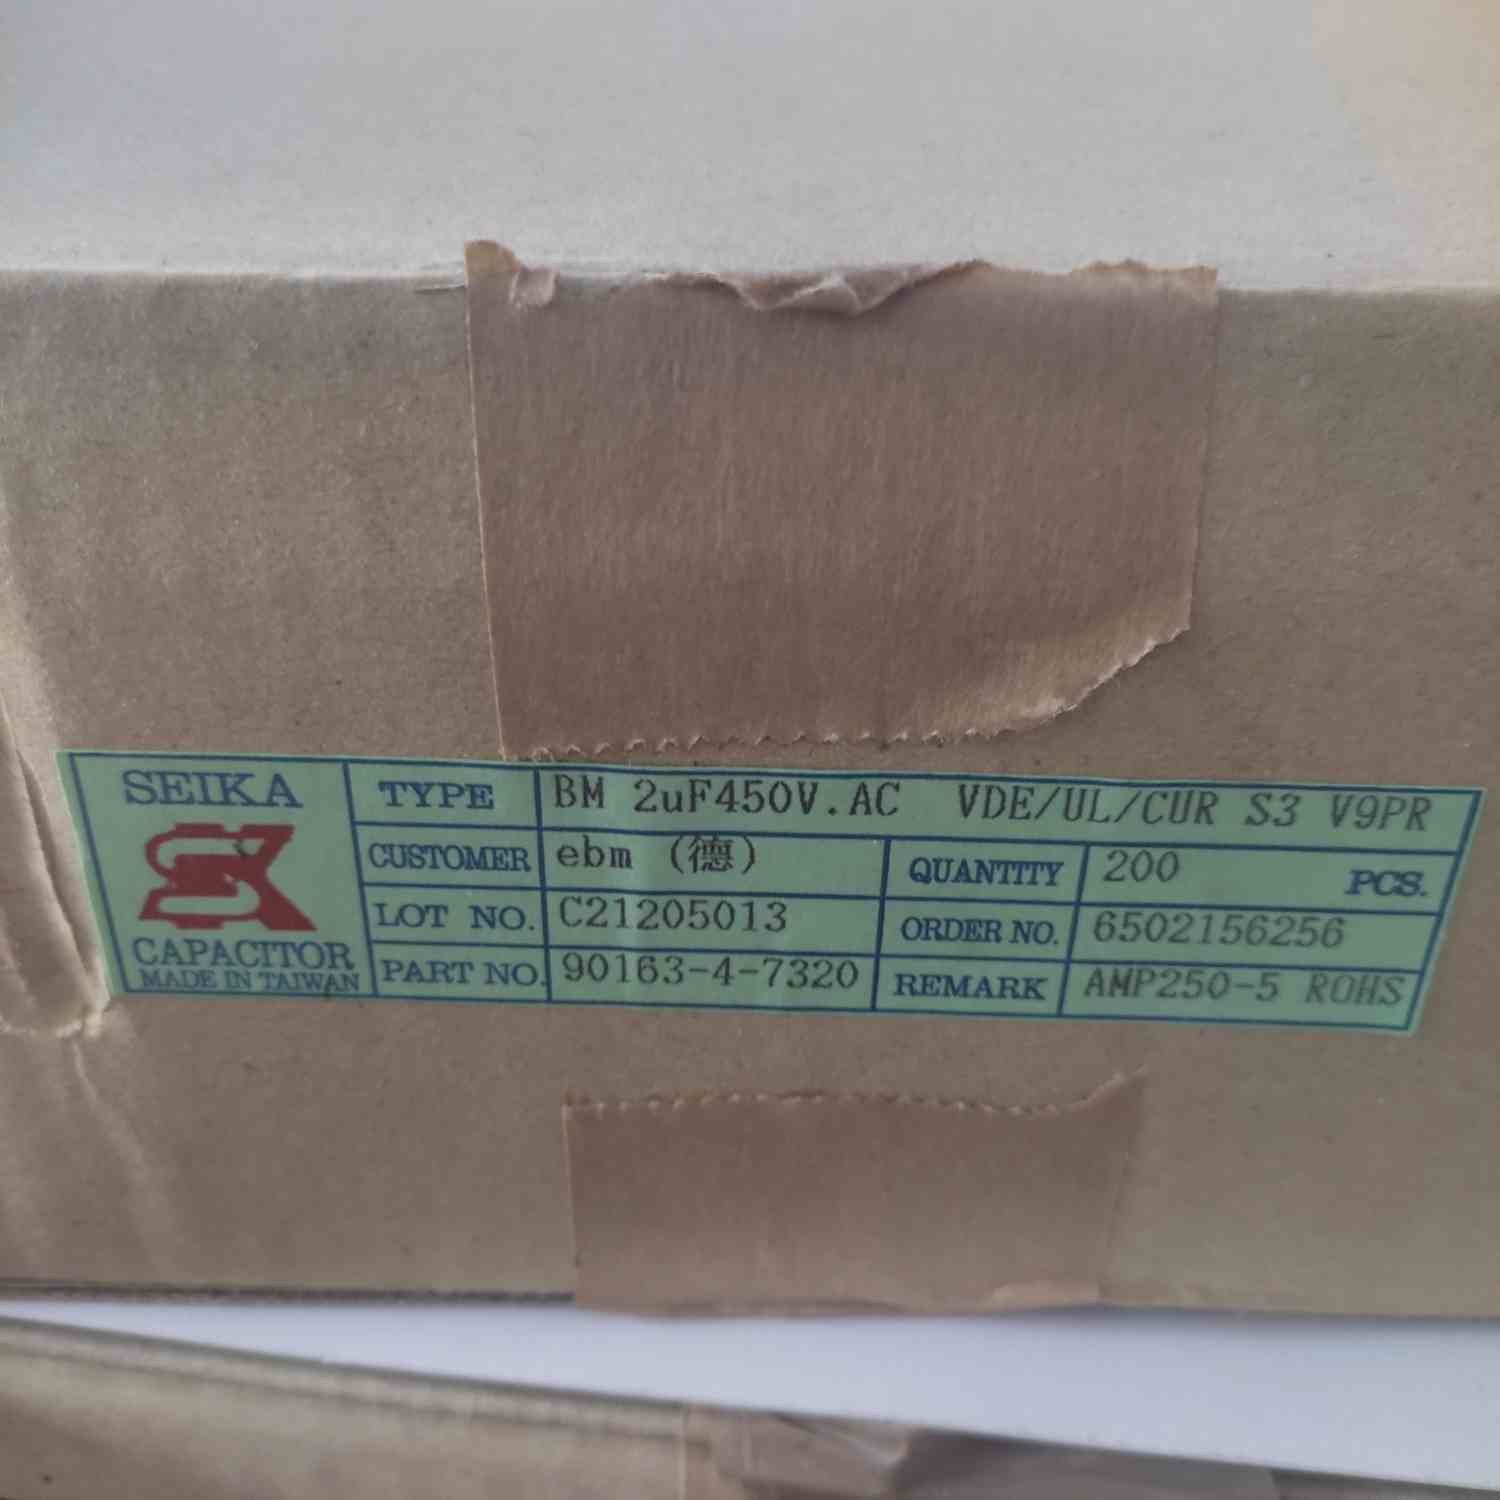 SEIKA
SK
CAPACITOR
MADE IN TAIWAN
TYPE BM 2uF450V.AC VDE/UL/CUR S3 V9PR
CUSTOMER ebm (德) QUANTITY 200 PCS.
LOT NO. C21205013 ORDER NO. 6502156256
PART NO. 90163-4-7320 REMARK AMP250-5 ROHS